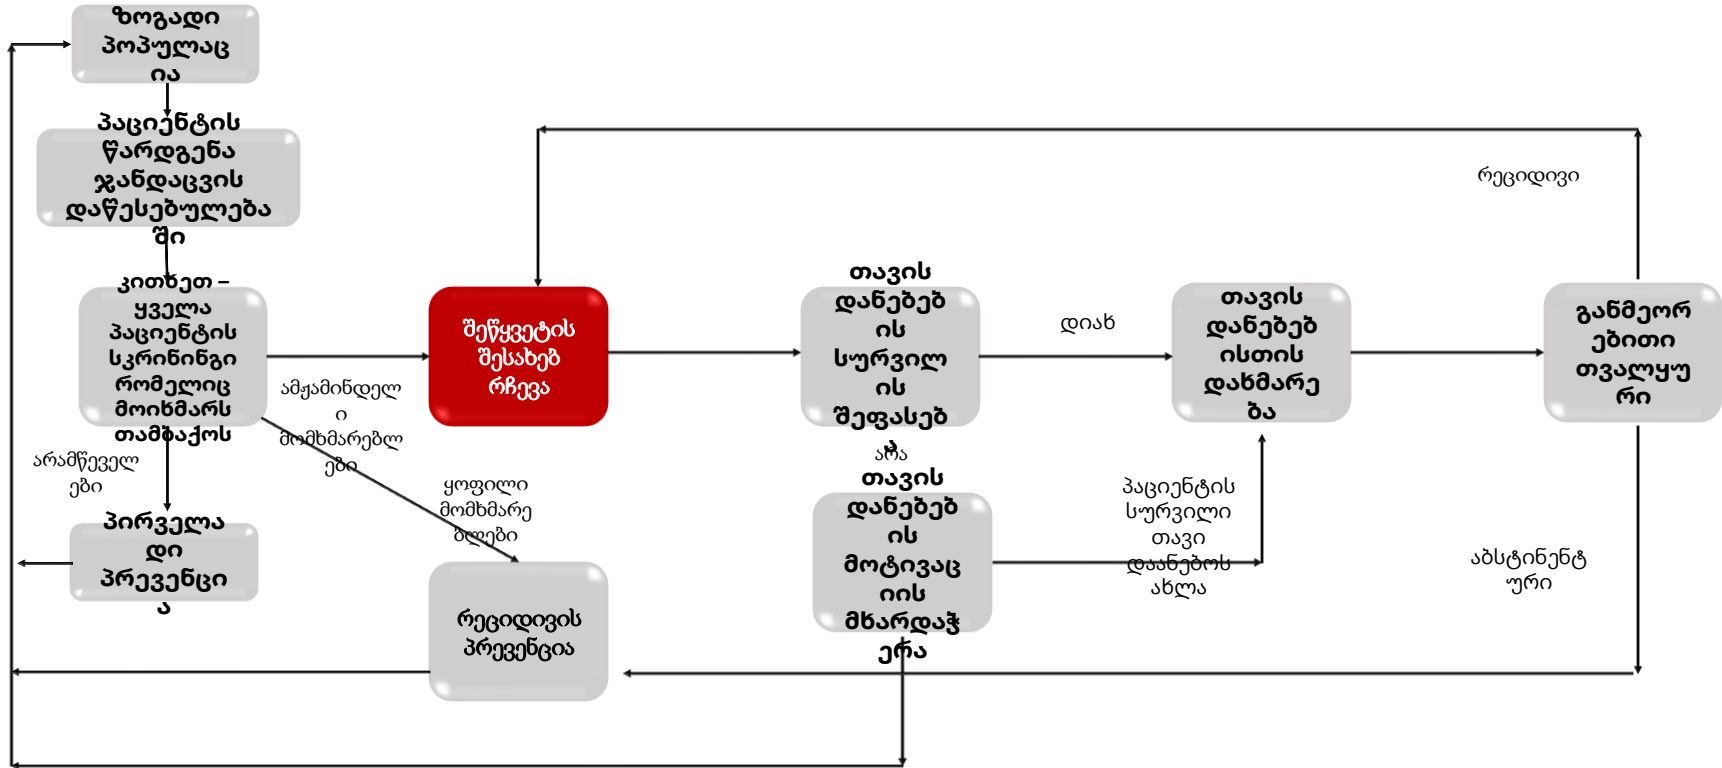 ზოგადი
პოპულაც
ია
პაციენტის
წარდგენა
ჯანდაცვის
დაწესებულება
ში
კითხეთ –
ყველა
პაციენტის
სკრინინგი
რომელიც
მოიხმარს
თამბაქოს
არამწეველ
ები
პირველა
დი
პრევენცი
ა
ამჟამინდელ
ი
მომხმარებლ
ები
ყოფილი
მომხმარე
ბლები
შეწყვეტის
შესახებ
რჩევა
რეციდივის
პრევენცია
თავის
დანებებ
ის
სურვილ
ის
შეფასებ
ა
არა
თავის
დანებებ
ის
მოტივაც
იის
მხარდაჭ
ერა
დიახ
პაციენტის
სურვილი
თავი
დაანებოს
ახლა
თავის
დანებებ
ისთის
დახმარე
ბა
რეციდივი
განმეორ
ებითი
თვალყუ
რი
აბსტინენტ
ური